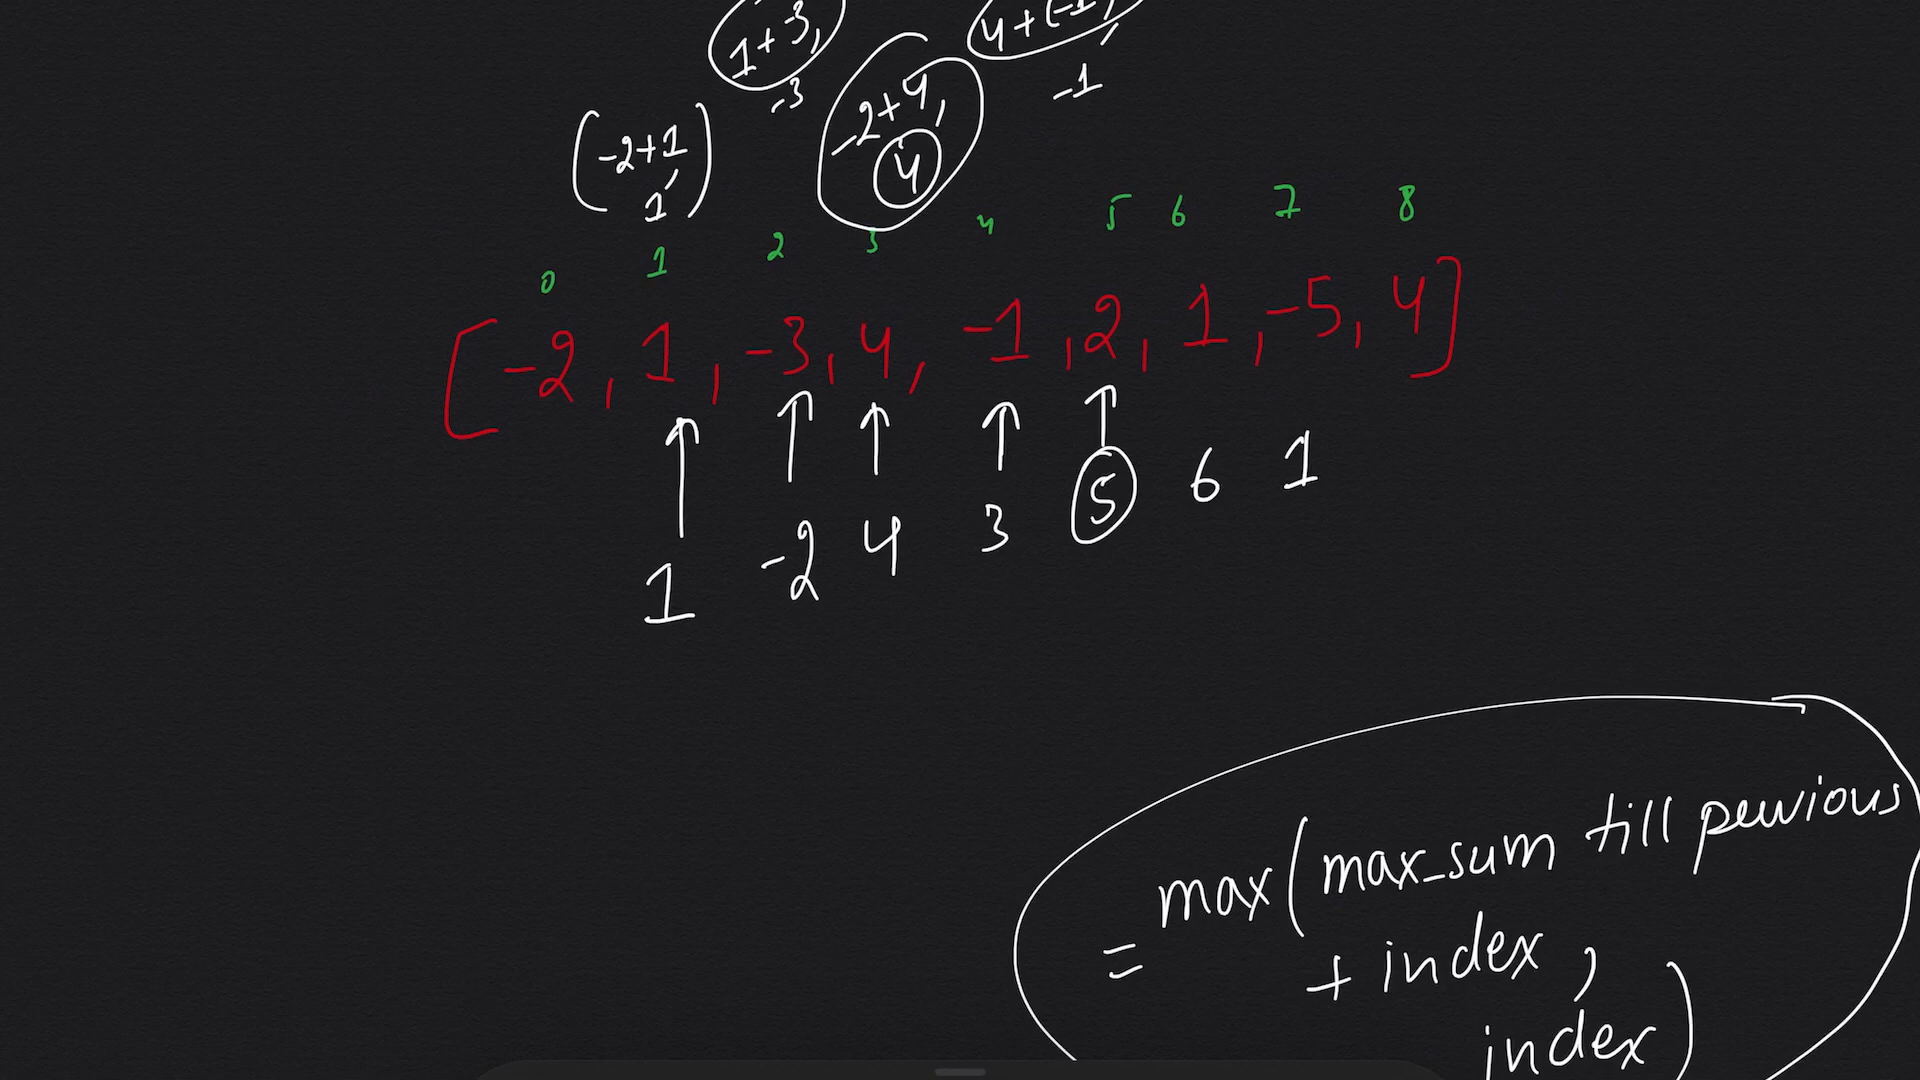 1+-3,
-3
4+(-1)
,
-1
(-2+1
,
1)
-2+4,
4
0 1 2 3 4 5 6 7 8
[-2, 1, -3, 4, -1, 2, 1, -5, 4]
1 -2 4 3 5 6 1
= max(max_sum till pewious
+ index ,
index)